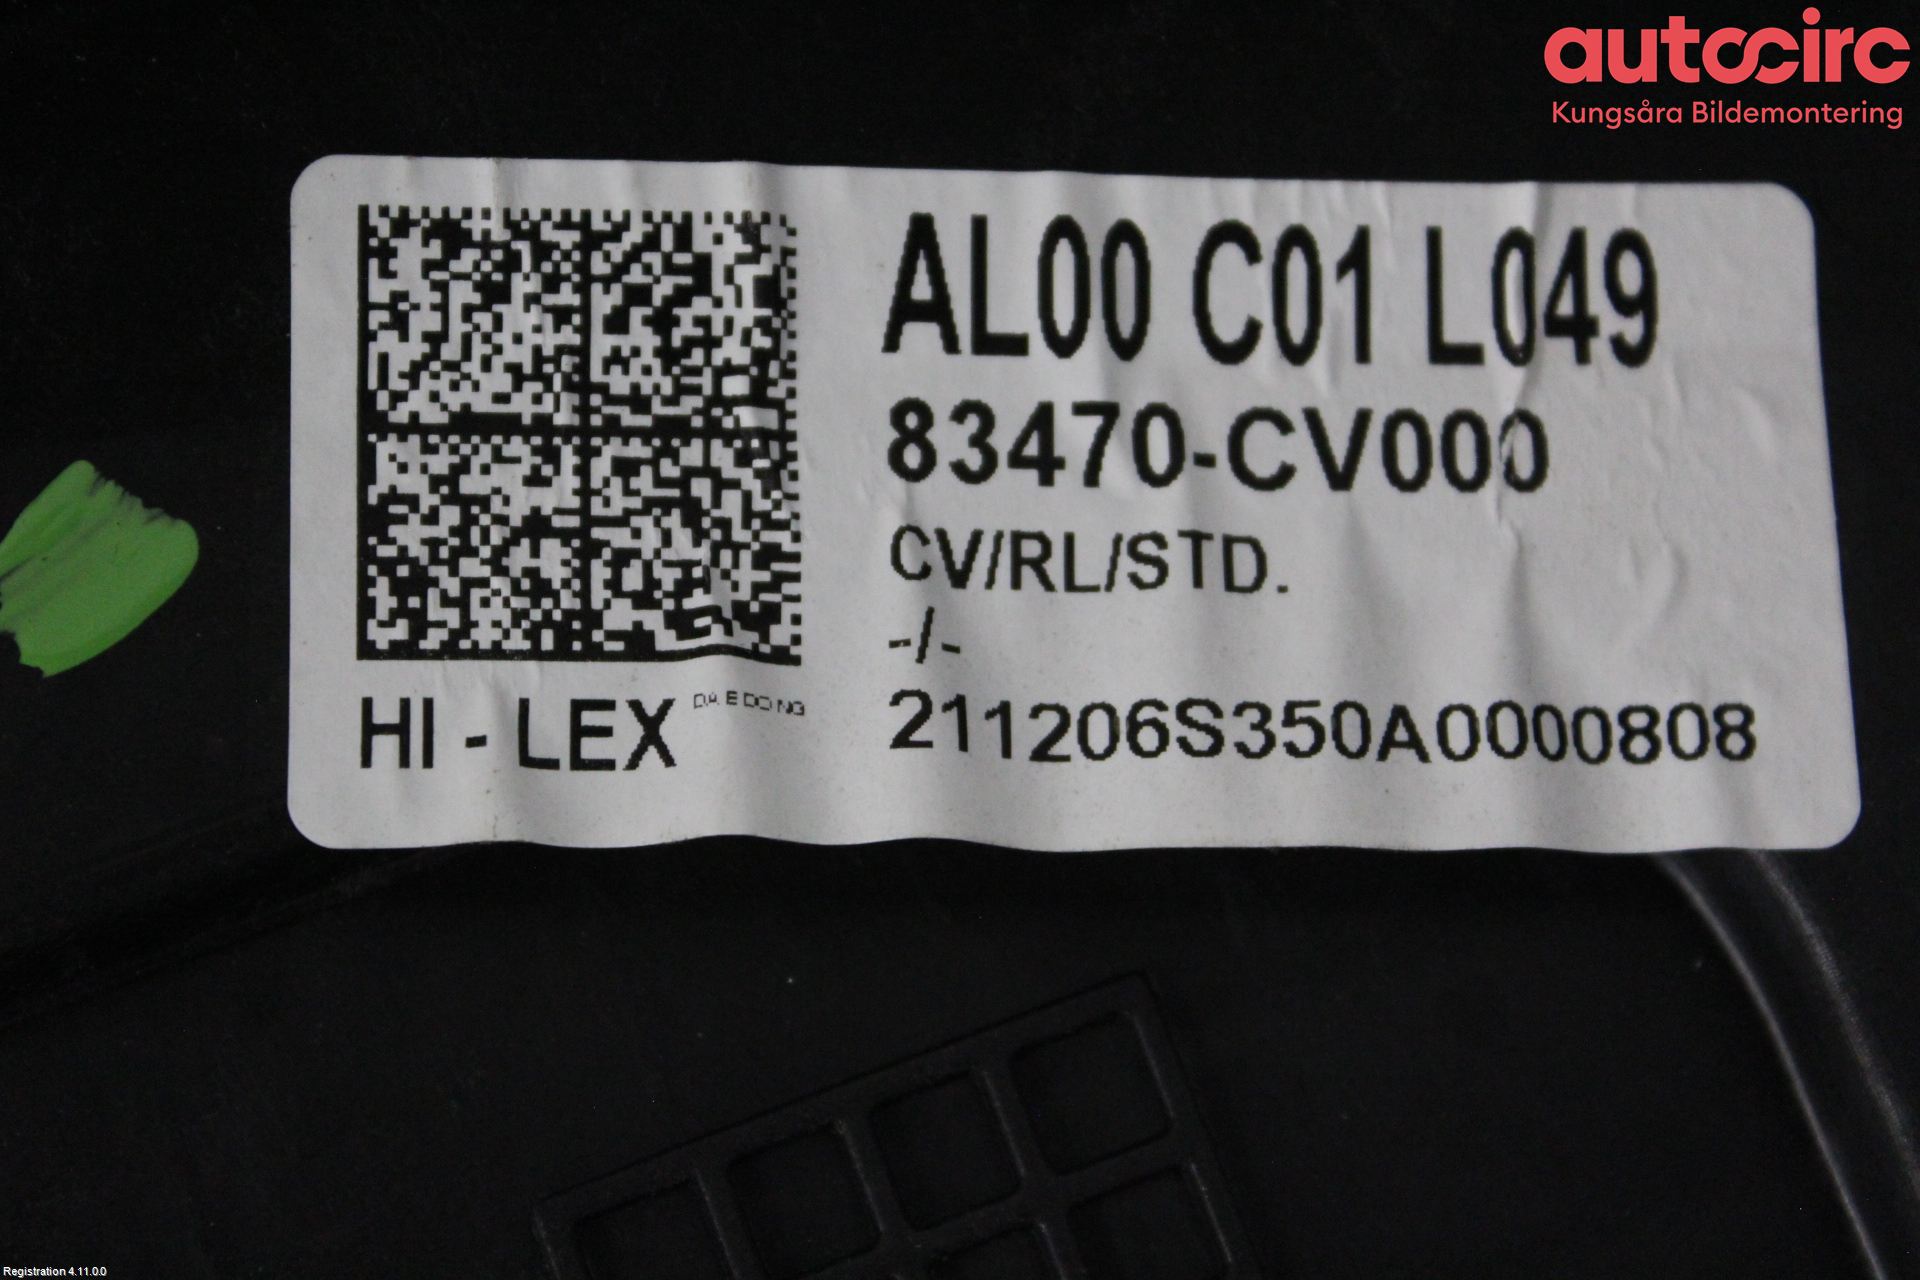 autocirc
Kungsåra Bildemontering
AL00 C01 L049
83470-CV000
CV/RL/STD.
-/-
211206S350A0000808
HI - LEX DAEDONG
Registration 4.11.0.0